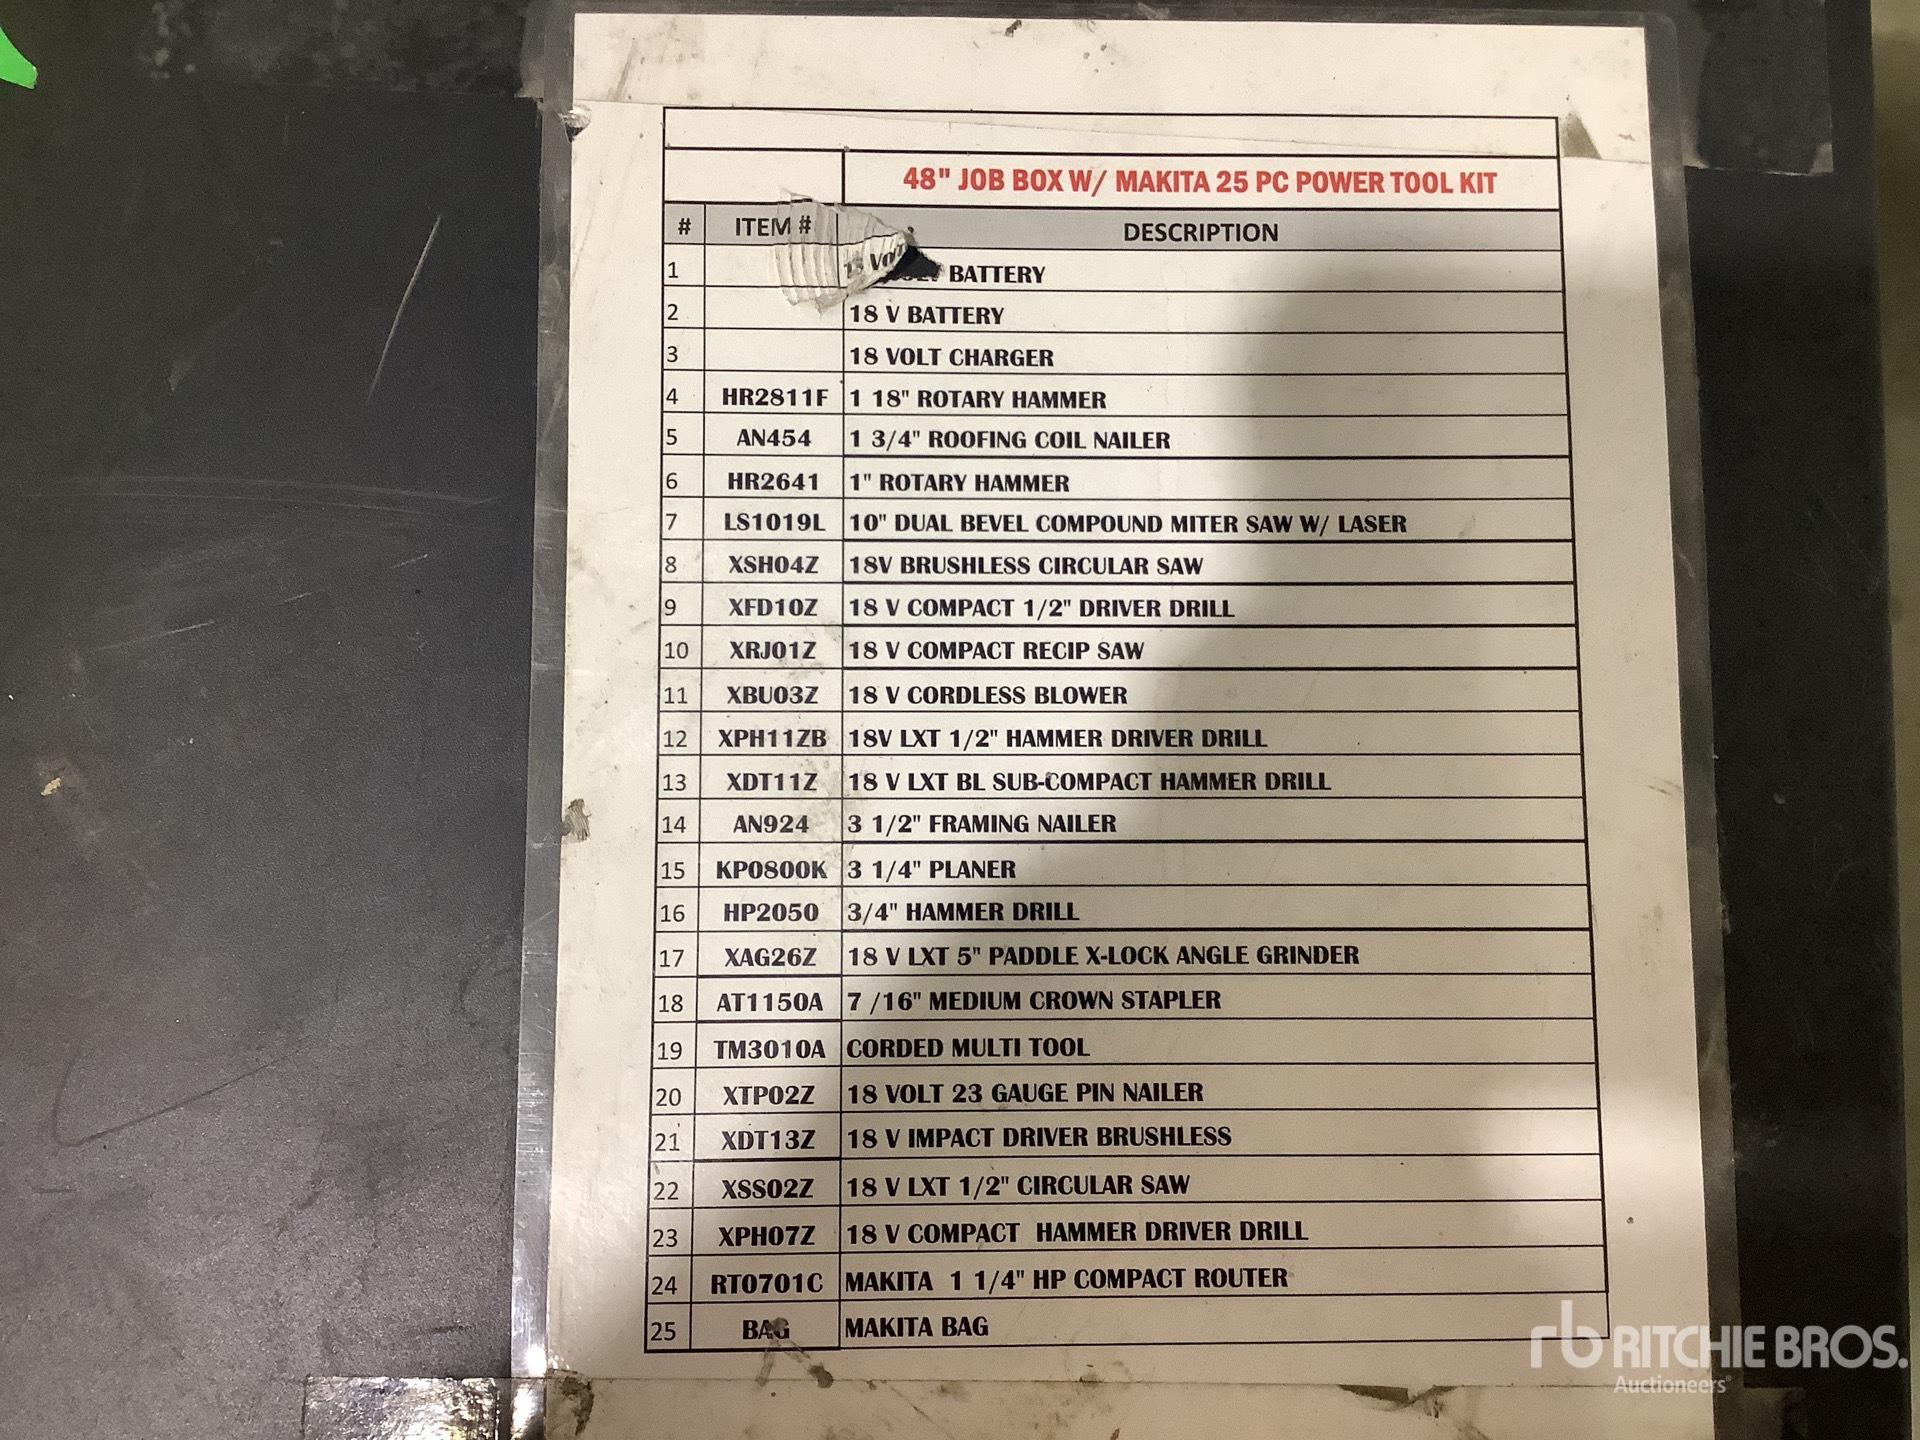 48" JOB BOX W/ MAKITA 25 PC POWER TOOL KIT
# ITEM # DESCRIPTION
1 BATTERY
2 18 V BATTERY
3 18 VOLT CHARGER
4 HR2811F 1 18" ROTARY HAMMER
5 AN454 1 3/4" ROOFING COIL NAILER
6 HR2641 1" ROTARY HAMMER
7 LS1019L 10" DUAL BEVEL COMPOUND MITER SAW W/ LASER
8 XSH04Z 18V BRUSHLESS CIRCULAR SAW
9 XFD10Z 18 V COMPACT 1/2" DRIVER DRILL
10 XRJ01Z 18 V COMPACT RECIP SAW
11 XBU03Z 18 V CORDLESS BLOWER
12 XPH11ZB 18V LXT 1/2" HAMMER DRIVER DRILL
13 XDT11Z 18 V LXT BL SUB-COMPACT HAMMER DRILL
14 AN924 3 1/2" FRAMING NAILER
15 KP0800K 3 1/4" PLANER
16 HP2050 3/4" HAMMER DRILL
17 XAG26Z 18 V LXT 5" PADDLE X-LOCK ANGLE GRINDER
18 AT1150A 7 /16" MEDIUM CROWN STAPLER
19 TM3010A CORDED MULTI TOOL
20 XTP02Z 18 VOLT 23 GAUGE PIN NAILER
21 XDT13Z 18 V IMPACT DRIVER BRUSHLESS
22 XSS02Z 18 V LXT 1/2" CIRCULAR SAW
23 XPH07Z 18 V COMPACT HAMMER DRIVER DRILL
24 RT0701C MAKITA 1 1/4" HP COMPACT ROUTER
25 BAG MAKITA BAG
rb RITCHIE BROS.
Auctioneers